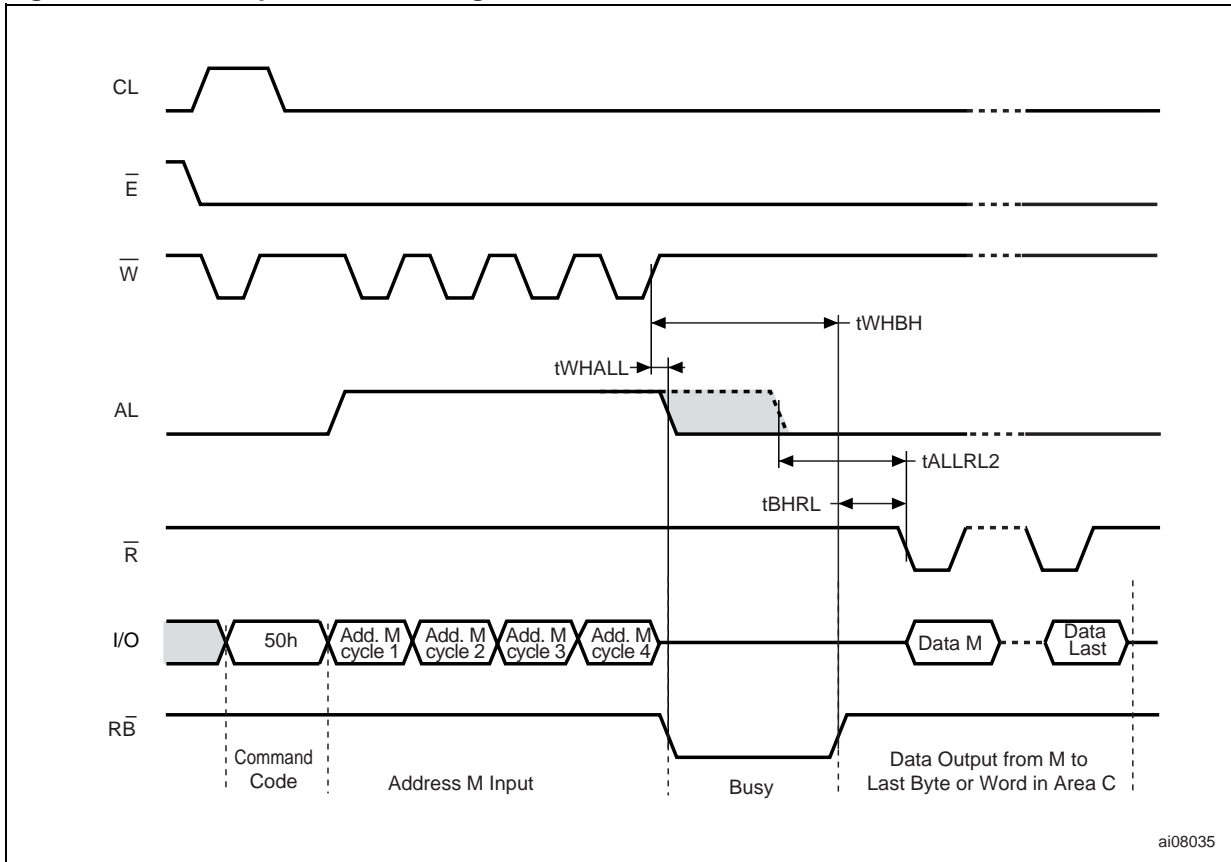 CL
E
W
tWHBH
tWHALL
AL
tALLRL2
tBHRL
R
I/O
50h
Add. M
cycle 1
Add. M
cycle 2
Add. M
cycle 3
Add. M
cycle 4
Data M
Data
Last
RB
Command
Code
Address M Input
Busy
Data Output from M to
Last Byte or Word in Area C
ai08035